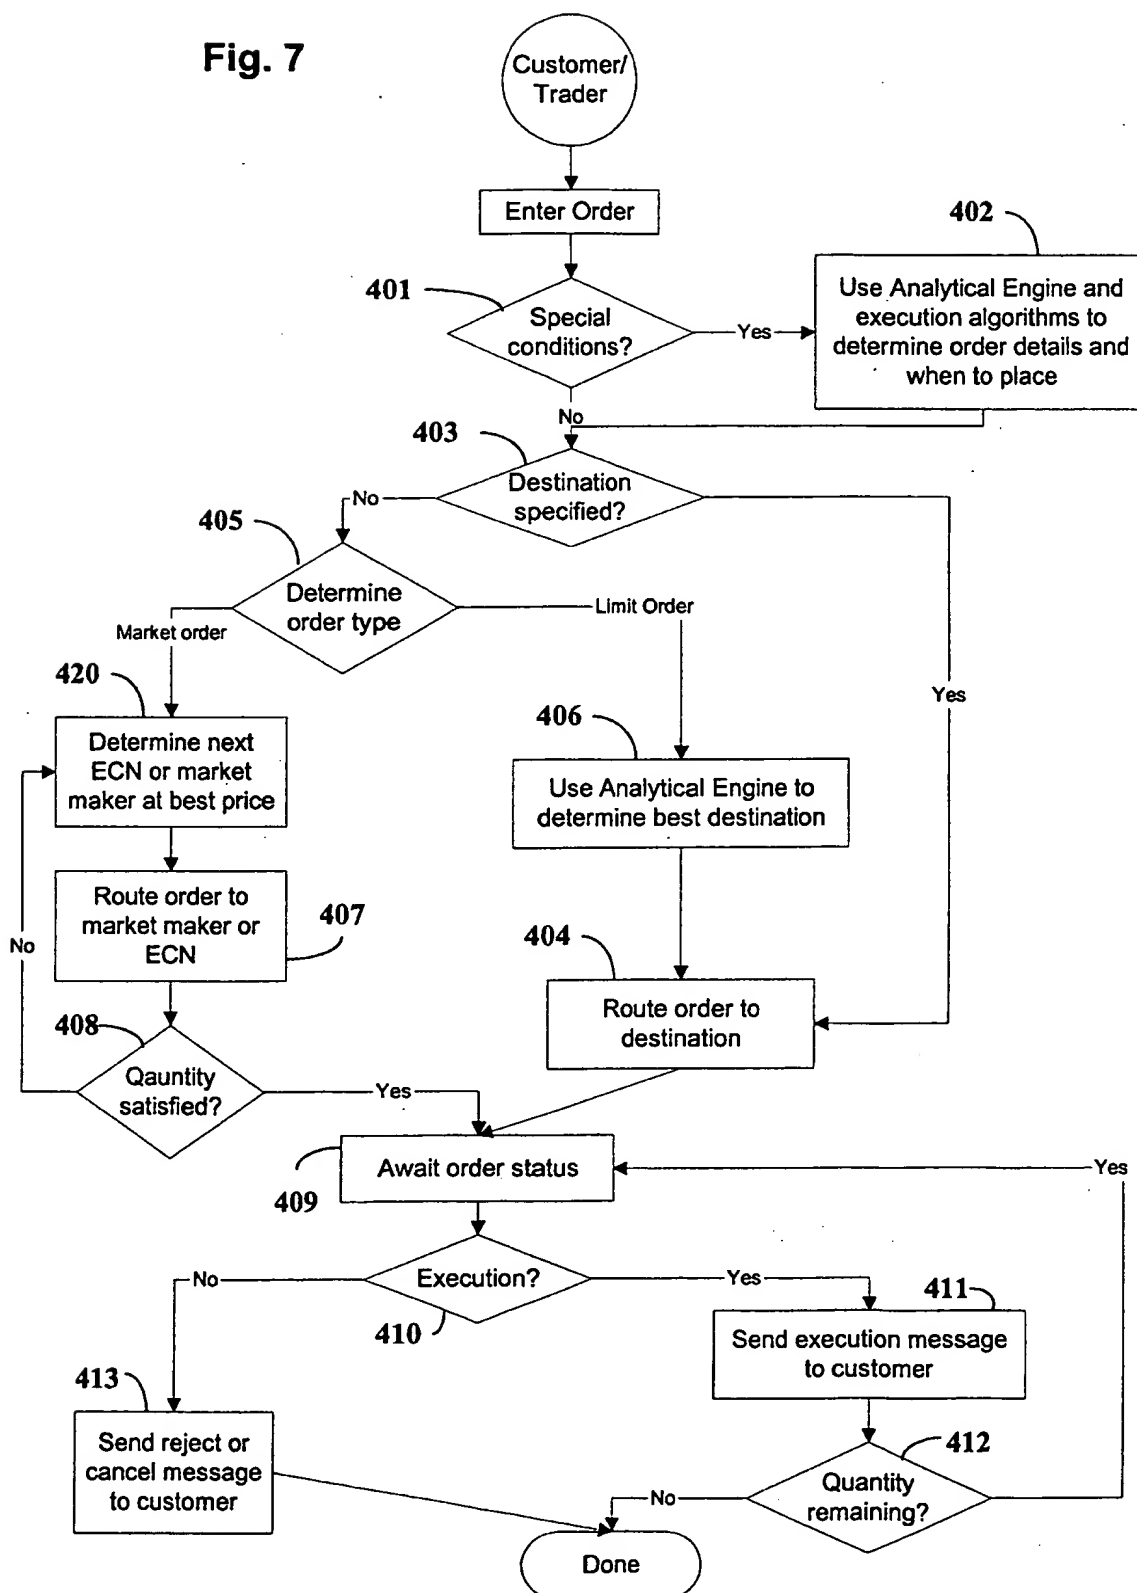 Fig. 7
Customer/
Trader
Enter Order
402
401
Special
conditions?
Yes
Use Analytical Engine and
execution algorithms to
determine order details and
when to place
No
403
Destination
specified?
No
405
Determine
order type
Limit Order
Market order
Yes
420
406
Determine next
ECN or market
maker at best price
Use Analytical Engine to
determine best destination
Route order to
market maker or
ECN
407
No
404
Route order to
destination
408
Qauntity
satisfied?
Yes
Await order status
Yes
409
Execution?
No
Yes
410
411
Send execution message
to customer
413
412
Send reject or
cancel message
to customer
Quantity
remaining?
No
Done